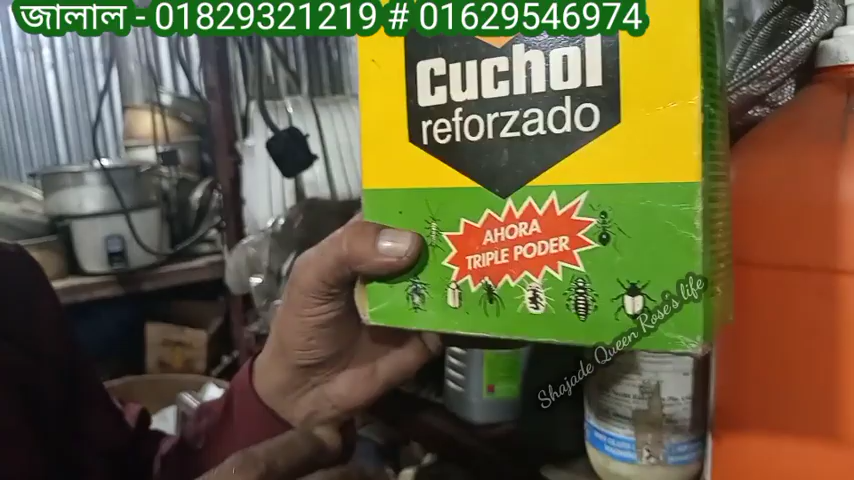 জালাল - 01829321219 # 01629546974
Cuchol
reforzado
AHORA
TRIPLE PODER
Shajade Queen Rose's life